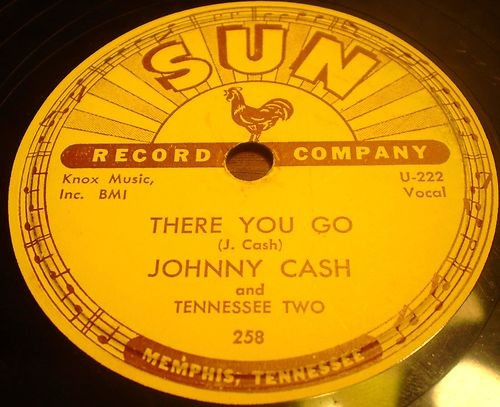 SUN
RECORD COMPANY
Knox Music,
Inc. BMI
U-222
Vocal
THERE YOU GO
(J. Cash)
JOHNNY CASH
and
TENNESSEE TWO
258
MEMPHIS, TENNESSEE